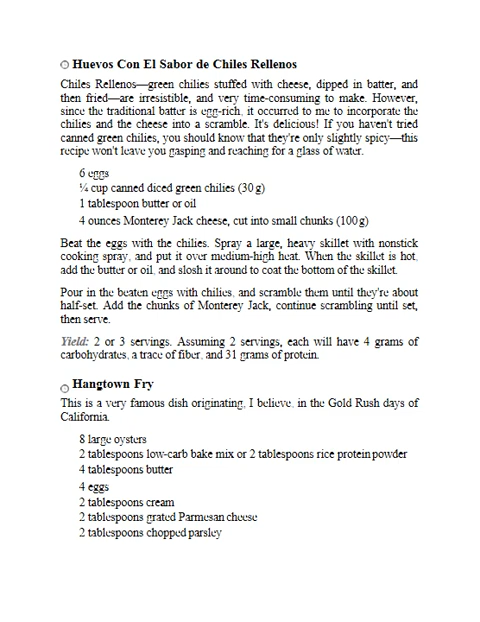 Huevos Con El Sabor de Chiles Rellenos
Chiles Rellenos—green chilies stuffed with cheese, dipped in batter, and
then fried—are irresistible, and very time-consuming to make. However,
since the traditional batter is egg-rich, it occurred to me to incorporate the
chilies and the cheese into a scramble. It's delicious! If you haven't tried
canned green chilies, you should know that they're only slightly spicy—this
recipe won't leave you gasping and reaching for a glass of water.
6 eggs
¼ cup canned diced green chilies (30 g)
1 tablespoon butter or oil
4 ounces Monterey Jack cheese, cut into small chunks (100 g)
Beat the eggs with the chilies. Spray a large, heavy skillet with nonstick
cooking spray, and put it over medium-high heat. When the skillet is hot,
add the butter or oil, and slosh it around to coat the bottom of the skillet.
Pour in the beaten eggs with chilies, and scramble them until they're about
half-set. Add the chunks of Monterey Jack, continue scrambling until set,
then serve.
Yield: 2 or 3 servings. Assuming 2 servings, each will have 4 grams of
carbohydrates, a trace of fiber, and 31 grams of protein.
Hangtown Fry
This is a very famous dish originating, I believe, in the Gold Rush days of
California.
8 large oysters
2 tablespoons low-carb bake mix or 2 tablespoons rice protein powder
4 tablespoons butter
4 eggs
2 tablespoons cream
2 tablespoons grated Parmesan cheese
2 tablespoons chopped parsley